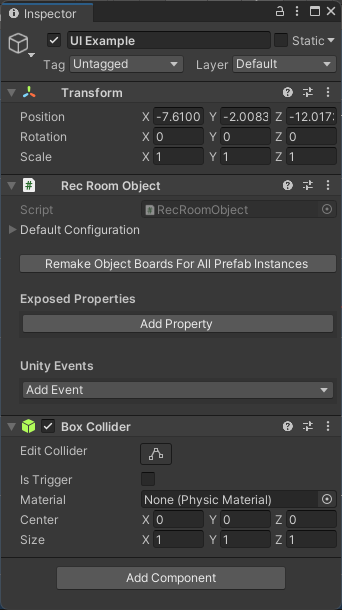 Inspector
UI Example Static
Tag Untagged Layer Default
Transform
Position X -7.6100 Y -2.0083 Z -12.017
Rotation X 0 Y 0 Z 0
Scale X 1 Y 1 Z 1
# Rec Room Object
Script # RecRoomObject
Default Configuration
Remake Object Boards For All Prefab Instances
Exposed Properties
Add Property
Unity Events
Add Event
Box Collider
Edit Collider
Is Trigger
Material None (Physic Material)
Center X 0 Y 0 Z 0
Size X 1 Y 1 Z 1
Add Component